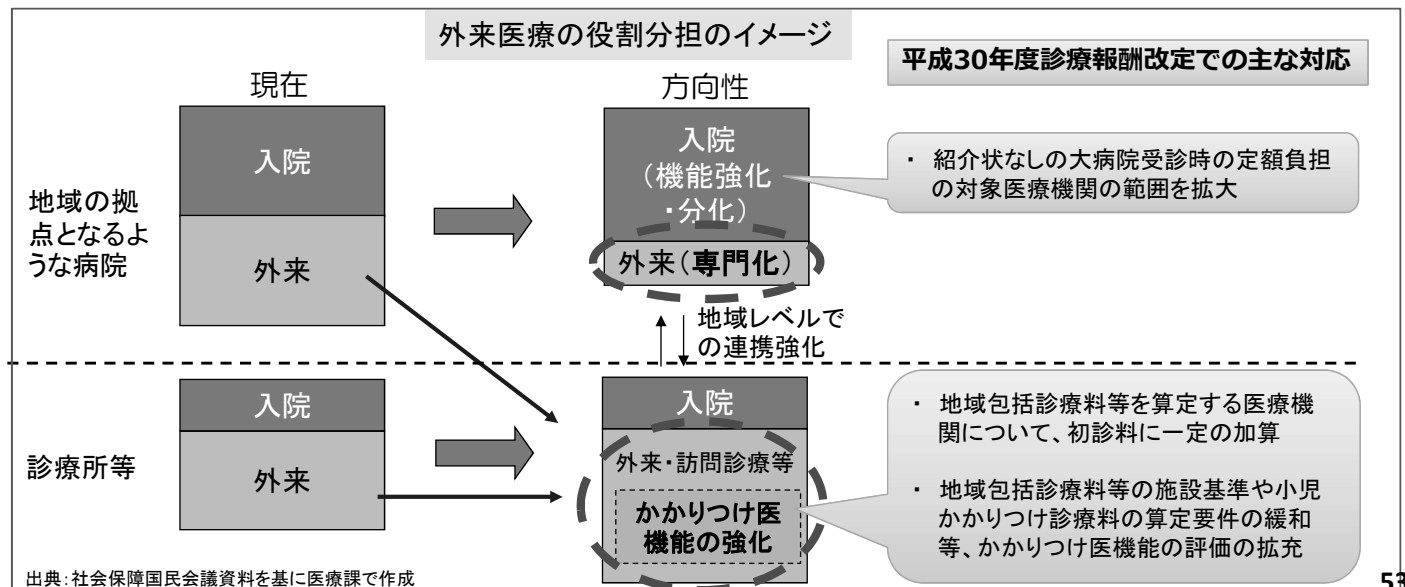 外来医療の役割分担のイメージ
平成30年度診療報酬改定での主な対応
現在
方向性
地域の拠
点となるよ
うな病院
入院
外来
入院
（機能強化
・分化）
外来（専門化）
・ 紹介状なしの大病院受診時の定額負担
の対象医療機関の範囲を拡大
地域レベルで
の連携強化
診療所等
入院
外来
入院
外来・訪問診療等
かかりつけ医
機能の強化
・ 地域包括診療料等を算定する医療機
関について、初診料に一定の加算
・ 地域包括診療料等の施設基準や小児
かかりつけ診療料の算定要件の緩和
等、かかりつけ医機能の評価の拡充
出典：社会保障国民会議資料を基に医療課で作成
53